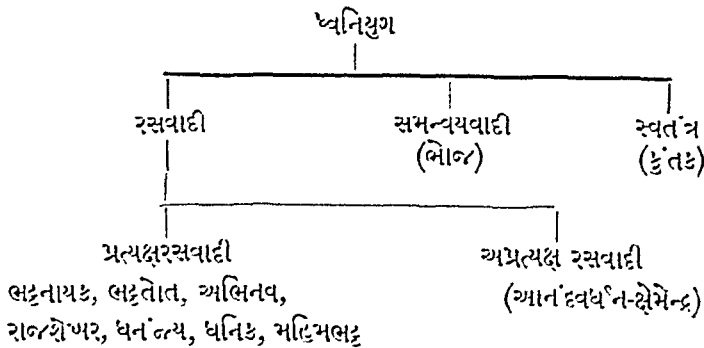 ધ્વનિયુગ
રસવાદી સમન્વયવાદી સ્વતંત્ર
(ભોજ) (કુંતક)
પ્રત્યક્ષરસવાદી અપ્રત્યક્ષ રસવાદી
ભટ્ટનાયક, ભટ્ટતોત, અભિનવ, (આનંદવર્ધન-ક્ષેમેન્દ્ર)
રાજશેખર, ધનંજય, ધનિક, મહિમભટ્ટ